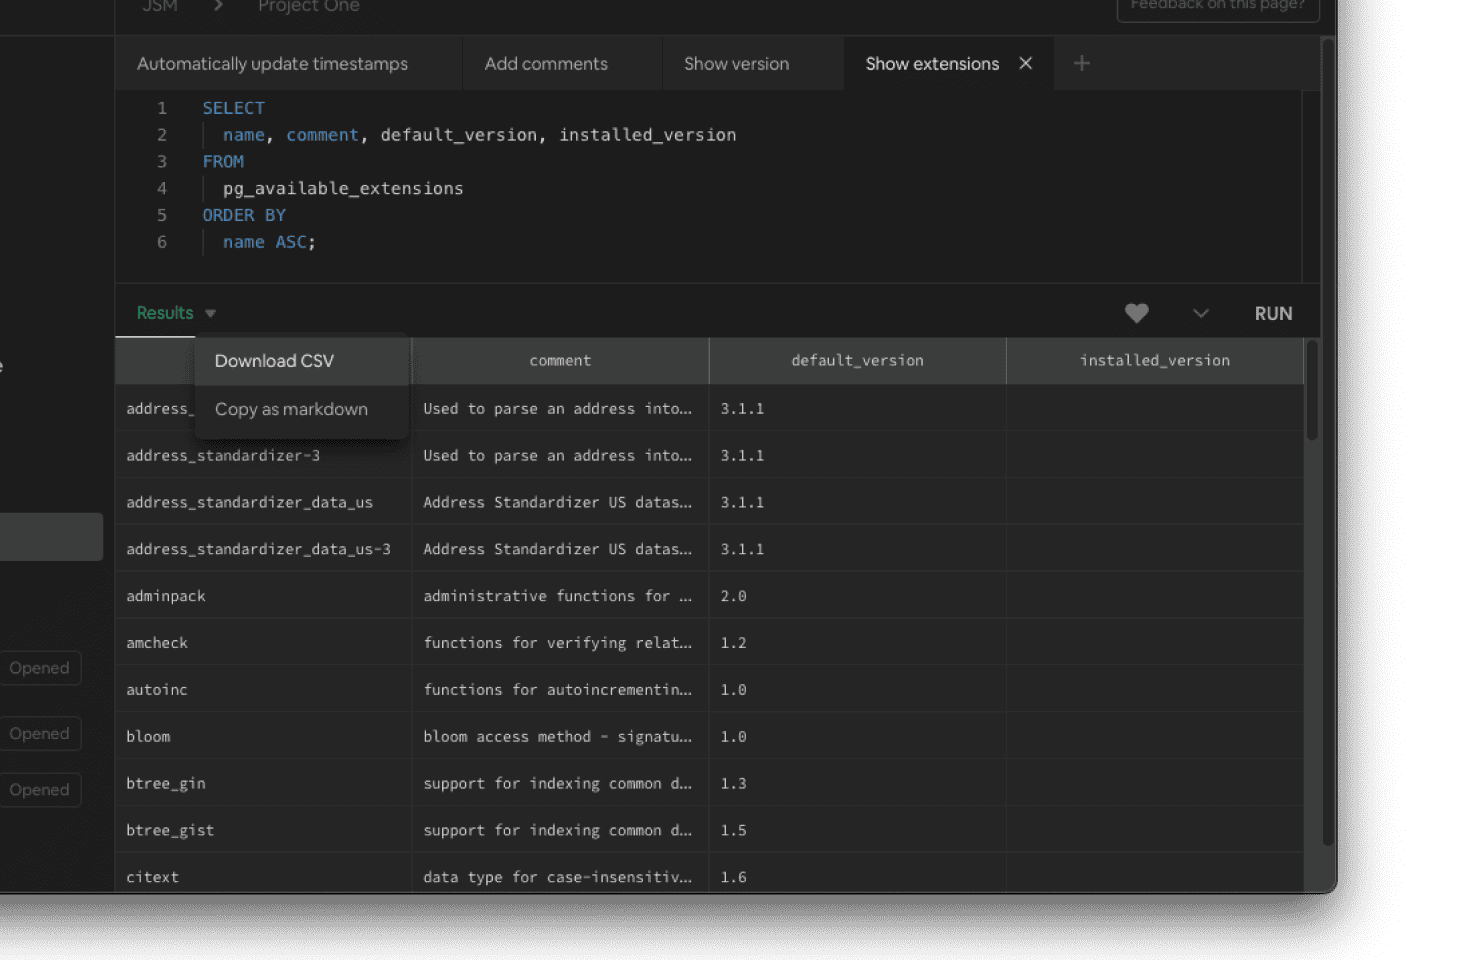 JSM > Project One
Feedback on this page?
Automatically update timestamps Add comments Show version Show extensions +
1 SELECT
2 name, comment, default_version, installed_version
3 FROM
4 pg_available_extensions
5 ORDER BY
6 name ASC;
Results RUN
Download CSV
Copy as markdown
comment default_version installed_version
address_ Used to parse an address into... 3.1.1
address_standardizer-3 Used to parse an address into... 3.1.1
address_standardizer_data_us Address Standardizer US datas... 3.1.1
address_standardizer_data_us-3 Address Standardizer US datas... 3.1.1
adminpack administrative functions for ... 2.0
amcheck functions for verifying relat... 1.2
autoinc functions for autoincrementin... 1.0
bloom bloom access method - signatu... 1.0
btree_gin support for indexing common d... 1.3
btree_gist support for indexing common d... 1.5
citext data type for case-insensitiv... 1.6
Opened
Opened
Opened